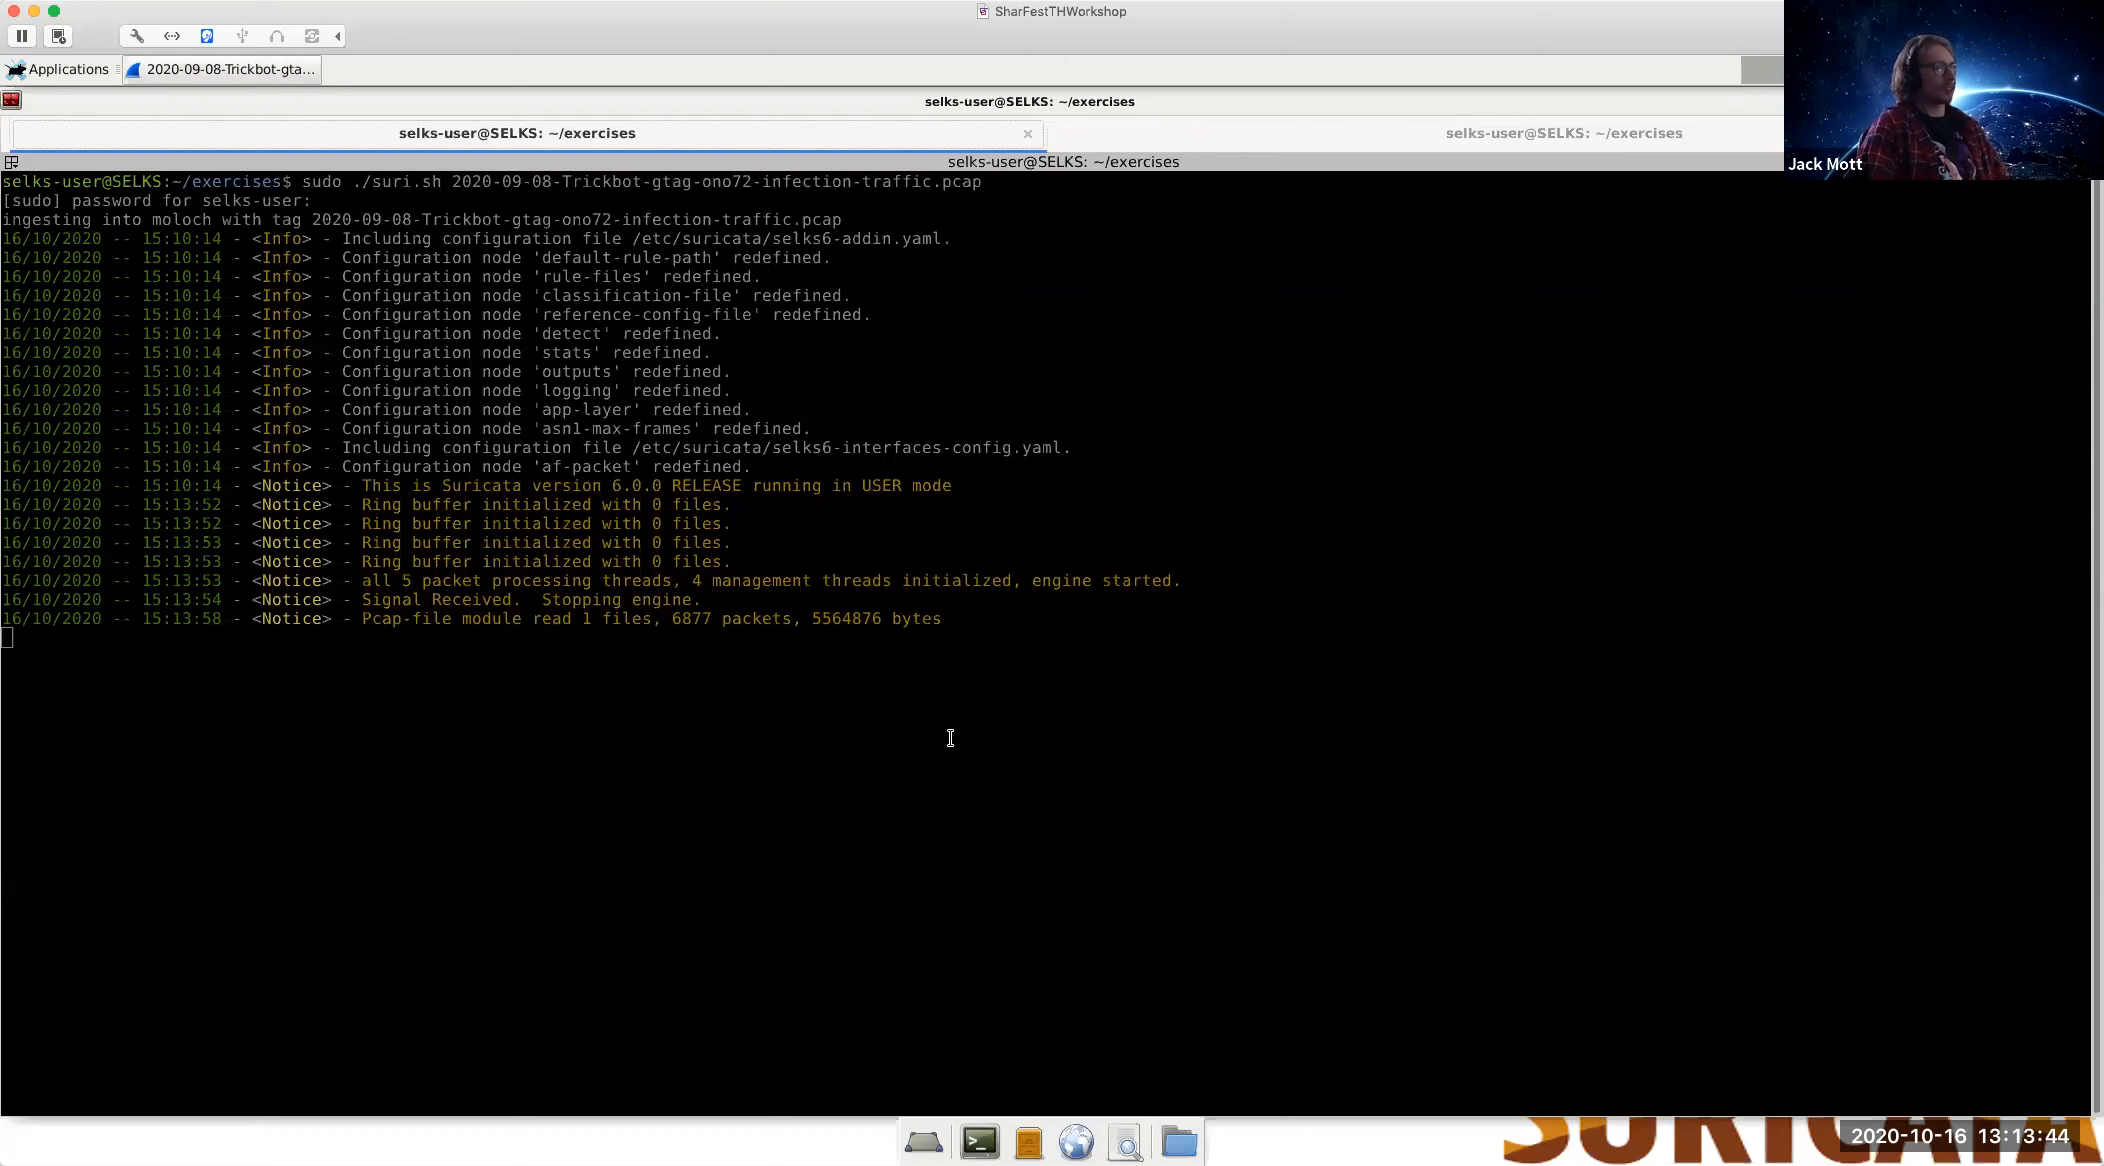 SharFestTHWorkshop
Applications
2020-09-08-Trickbot-gta...
selks-user@SELKS: ~/exercises
selks-user@SELKS: ~/exercises
selks-user@SELKS: ~/exercises
selks-user@SELKS: ~/exercises
Jack Mott
selks-user@SELKS:~/exercises$ sudo ./suri.sh 2020-09-08-Trickbot-gtag-ono72-infection-traffic.pcap
[sudo] password for selks-user:
ingesting into moloch with tag 2020-09-08-Trickbot-gtag-ono72-infection-traffic.pcap
16/10/2020 -- 15:10:14 - <Info> - Including configuration file /etc/suricata/selks6-addin.yaml.
16/10/2020 -- 15:10:14 - <Info> - Configuration node 'default-rule-path' redefined.
16/10/2020 -- 15:10:14 - <Info> - Configuration node 'rule-files' redefined.
16/10/2020 -- 15:10:14 - <Info> - Configuration node 'classification-file' redefined.
16/10/2020 -- 15:10:14 - <Info> - Configuration node 'reference-config-file' redefined.
16/10/2020 -- 15:10:14 - <Info> - Configuration node 'detect' redefined.
16/10/2020 -- 15:10:14 - <Info> - Configuration node 'stats' redefined.
16/10/2020 -- 15:10:14 - <Info> - Configuration node 'outputs' redefined.
16/10/2020 -- 15:10:14 - <Info> - Configuration node 'logging' redefined.
16/10/2020 -- 15:10:14 - <Info> - Configuration node 'app-layer' redefined.
16/10/2020 -- 15:10:14 - <Info> - Configuration node 'asn1-max-frames' redefined.
16/10/2020 -- 15:10:14 - <Info> - Including configuration file /etc/suricata/selks6-interfaces-config.yaml.
16/10/2020 -- 15:10:14 - <Info> - Configuration node 'af-packet' redefined.
16/10/2020 -- 15:10:14 - <Notice> - This is Suricata version 6.0.0 RELEASE running in USER mode
16/10/2020 -- 15:13:52 - <Notice> - Ring buffer initialized with 0 files.
16/10/2020 -- 15:13:52 - <Notice> - Ring buffer initialized with 0 files.
16/10/2020 -- 15:13:53 - <Notice> - Ring buffer initialized with 0 files.
16/10/2020 -- 15:13:53 - <Notice> - Ring buffer initialized with 0 files.
16/10/2020 -- 15:13:53 - <Notice> - all 5 packet processing threads, 4 management threads initialized, engine started.
16/10/2020 -- 15:13:54 - <Notice> - Signal Received.  Stopping engine.
16/10/2020 -- 15:13:58 - <Notice> - Pcap-file module read 1 files, 6877 packets, 5564876 bytes
SURICATA
2020-10-16 13:13:44